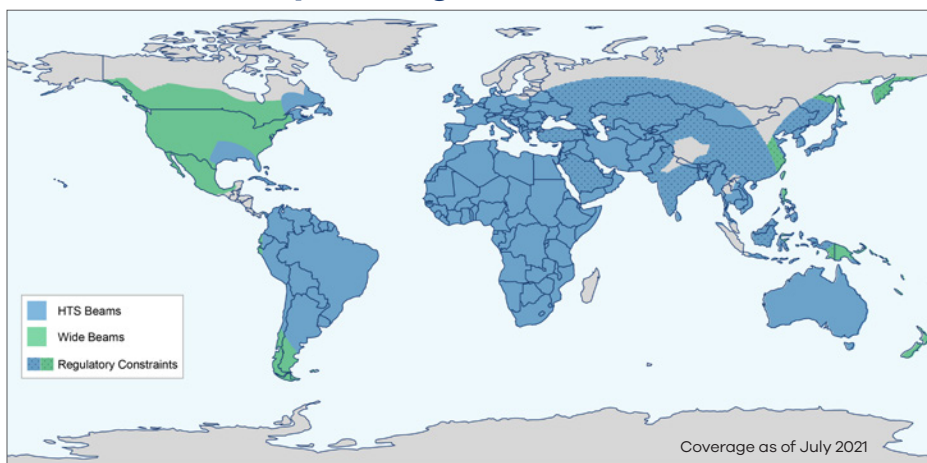 HTS Beams
Wide Beams
Regulatory Constraints
Coverage as of July 2021